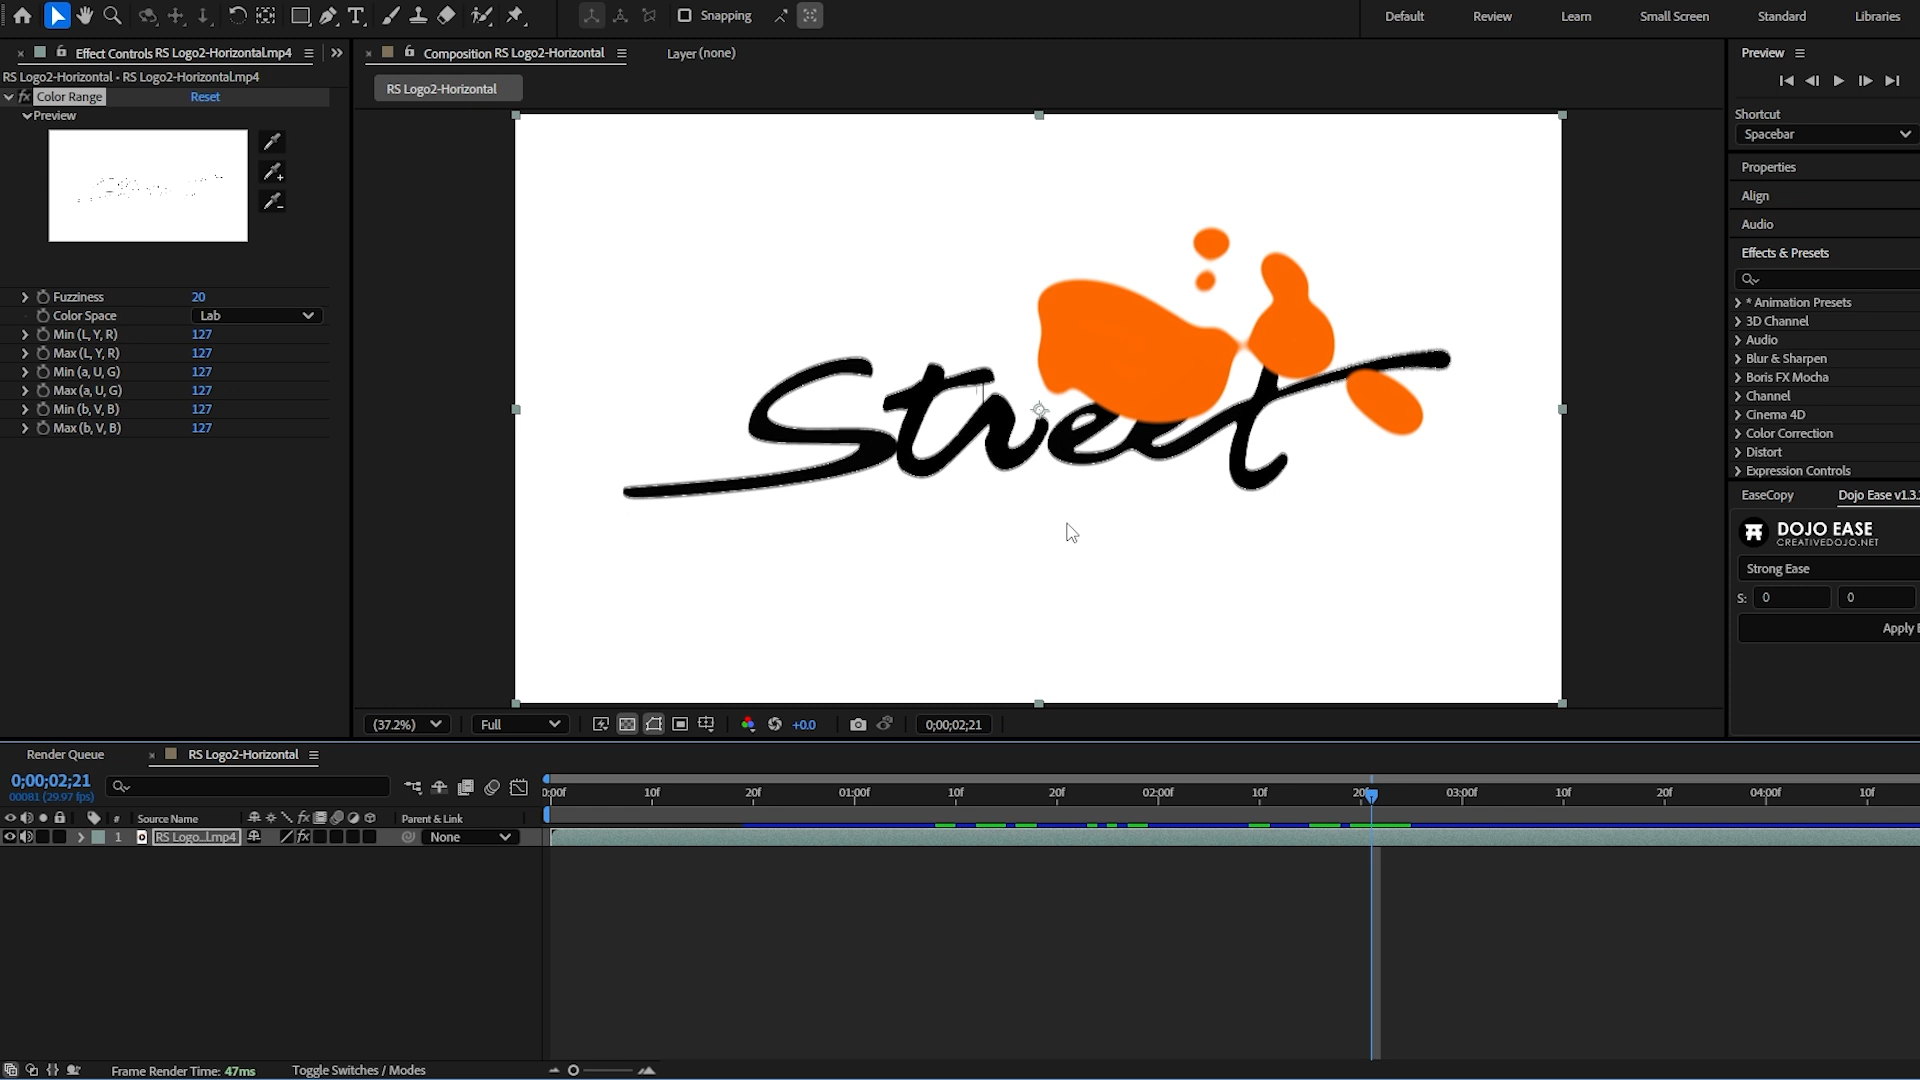 Snapping
Default
Review
Learn
Small Screen
Standard
Libraries
Effect Controls RS Logo2-Horizontal.mp4
Composition RS Logo2-Horizontal
Layer (none)
Preview
RS Logo2-Horizontal • RS Logo2-Horizontal.mp4
fx Color Range
Reset
RS Logo2-Horizontal
Preview
Shortcut
Spacebar
Properties
Align
Audio
Effects & Presets
Fuzziness
20
Color Space
Lab
Min (L, Y, R)
127
Max (L, Y, R)
127
Min (a, U, G)
127
Max (a, U, G)
127
Min (b, V, B)
127
Max (b, V, B)
127
Street
* Animation Presets
3D Channel
Audio
Blur & Sharpen
Boris FX Mocha
Channel
Cinema 4D
Color Correction
Distort
Expression Controls
EaseCopy
Dojo Ease v1.3.
DOJO EASE
CREATIVEDOJO.NET
Strong Ease
S:
0
0
Apply E
(37.2%)
Full
+0.0
0;00;02;21
Render Queue
RS Logo2-Horizontal
0;00;02;21
00081 (29.97 fps)
0:00f
10f
20f
01:00f
10f
20f
02:00f
10f
20f
03:00f
10f
20f
04:00f
10f
#
Source Name
fx
Parent & Link
1
RS Logo...l.mp4
fx
None
Frame Render Time: 47ms
Toggle Switches / Modes